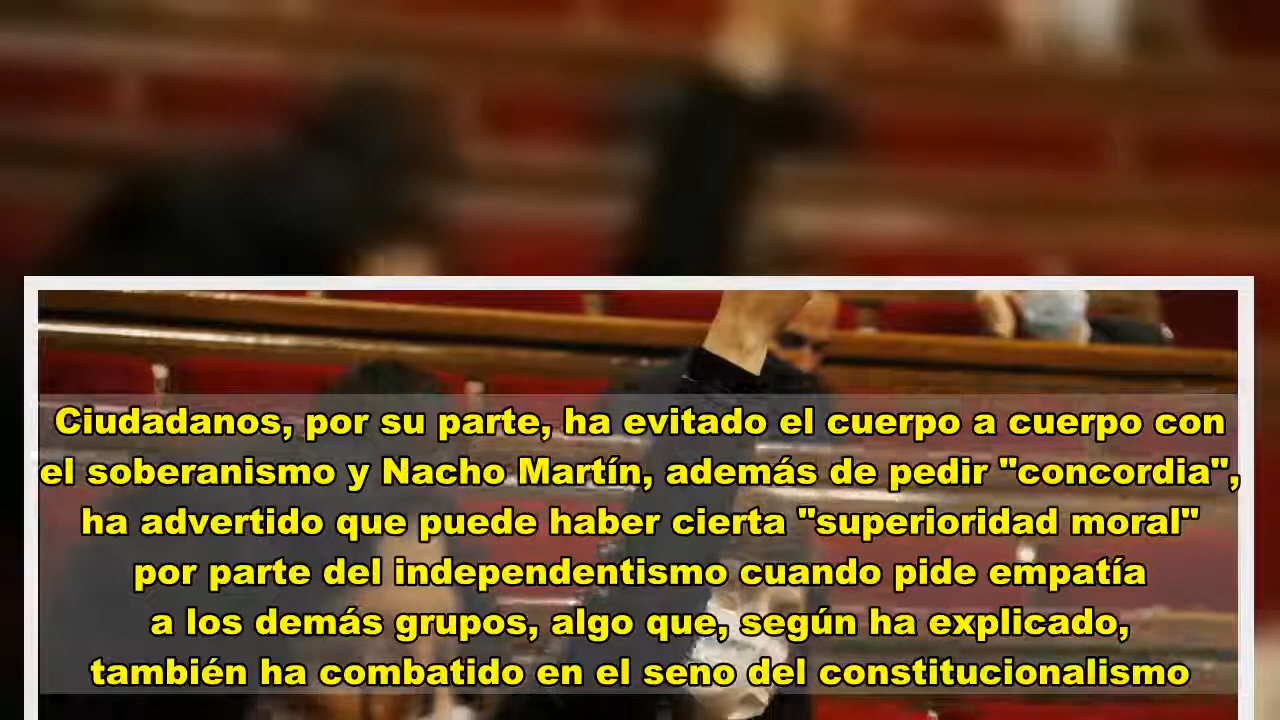 Ciudadanos, por su parte, ha evitado el cuerpo a cuerpo con
el soberanismo y Nacho Martín, además de pedir "concordia",
ha advertido que puede haber cierta "superioridad moral"
por parte del independentismo cuando pide empatía
a los demás grupos, algo que, según ha explicado,
también ha combatido en el seno del constitucionalismo